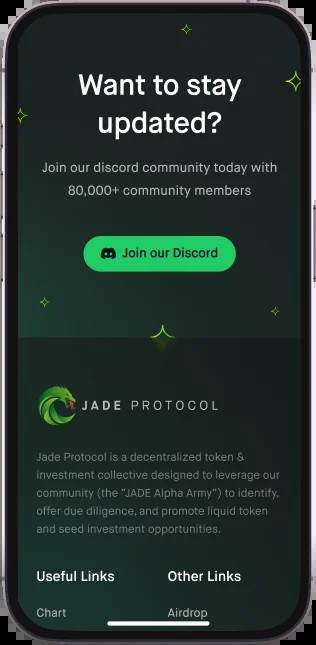 Want to stay
updated?
Join our discord community today with
80,000+ community members
Join our Discord
JADE PROTOCOL
Jade Protocol is a decentralized token &
investment collective designed to leverage our
community (the "JADE Alpha Army") to identify,
offer due diligence, and promote liquid token
and seed investment opportunities.
Useful Links Other Links
Chart Airdrop